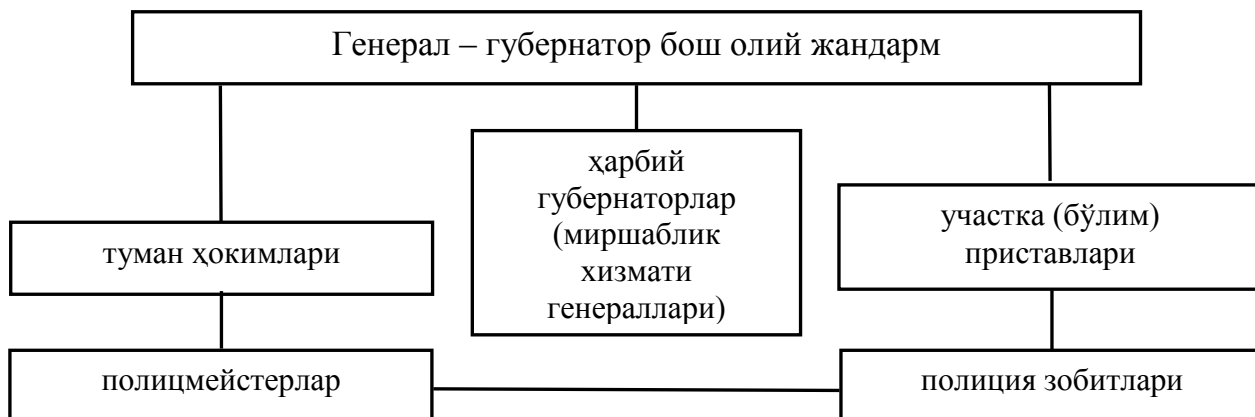 Генерал – губернатор бош олий жандарм
туман ҳокимлари
ҳарбий
губернаторлар
(миршаблик
хизмати
генераллари)
участка (бўлим)
приставлари
полицмейстерлар
полиция зобитлари